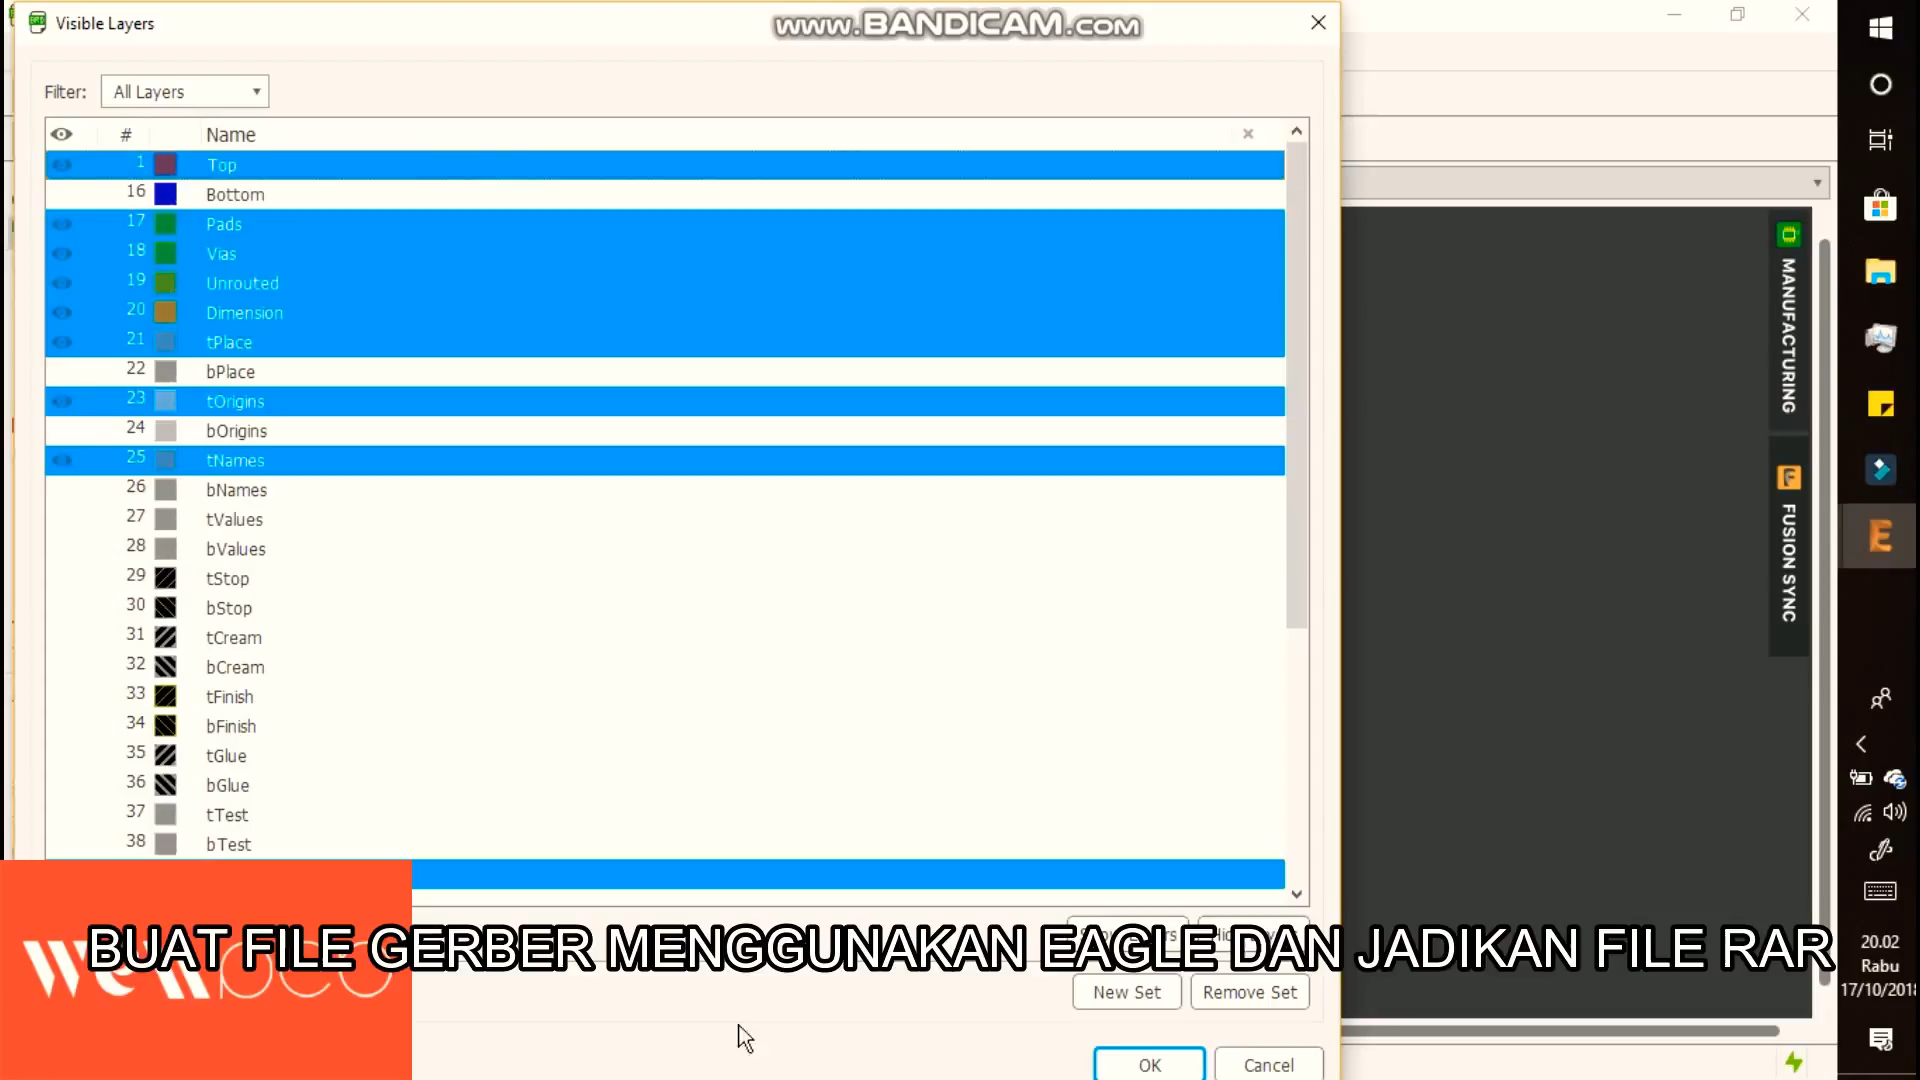 Visible Layers
www.BANDICAM.com
Filter:
All Layers
# Name
1 Top
16 Bottom
17 Pads
18 Vias
19 Unrouted
20 Dimension
21 tPlace
22 bPlace
23 tOrigins
24 bOrigins
25 tNames
26 bNames
27 tValues
28 bValues
29 tStop
30 bStop
31 tCream
32 bCream
33 tFinish
34 bFinish
35 tGlue
36 bGlue
37 tTest
38 bTest
MANUFACTURING
FUSION SYNC
BUAT FILE GERBER MENGGUNAKAN EAGLE DAN JADIKAN FILE RAR
New Set
Remove Set
OK
Cancel
20.02
Rabu
17/10/2018